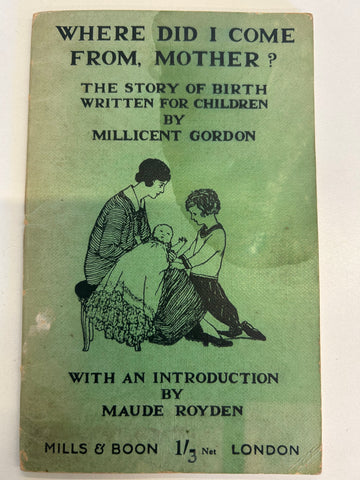 WHERE DID I COME
FROM, MOTHER?
THE STORY OF BIRTH
WRITTEN FOR CHILDREN
BY
MILLICENT GORDON
WITH AN INTRODUCTION
BY
MAUDE ROYDEN
MILLS & BOON 1/3 Net LONDON